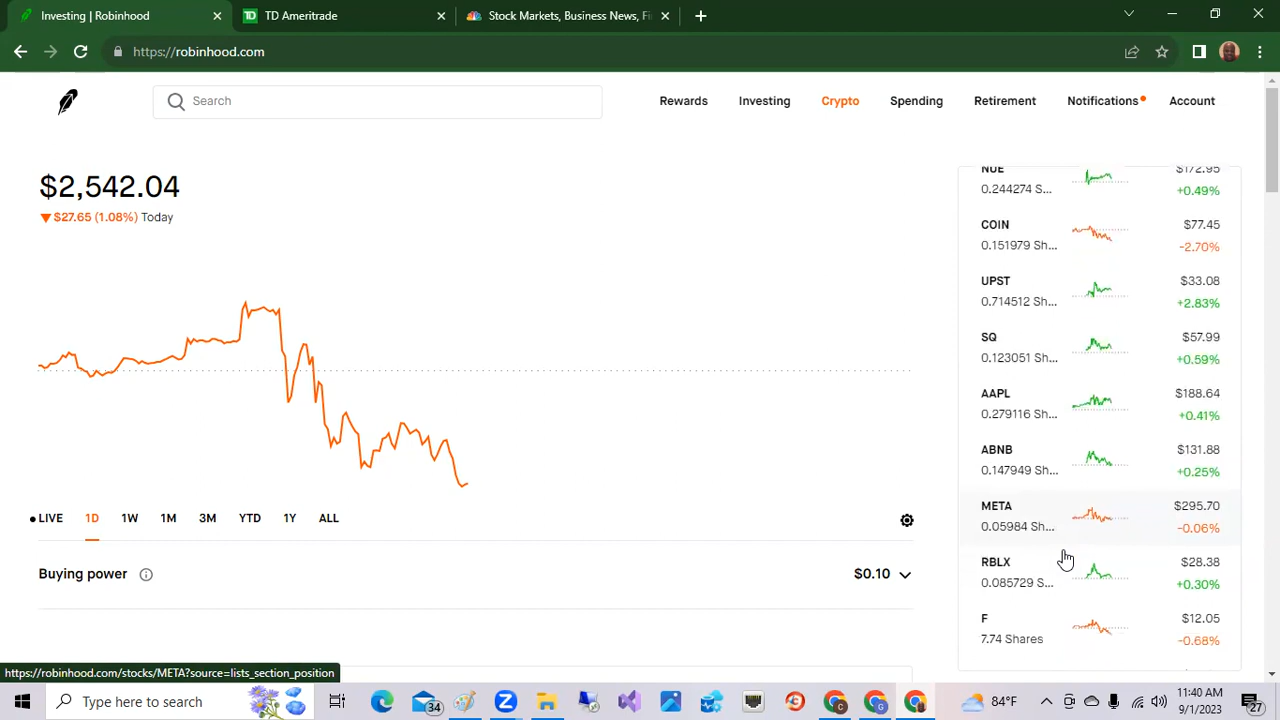 Investing | Robinhood
TD Ameritrade
Stock Markets, Business News, Fi
https://robinhood.com
Search
Rewards
Investing
Crypto
Spending
Retirement
Notifications
Account
$2,542.04
$27.65 (1.08%) Today
LIVE
1D
1W
1M
3M
YTD
1Y
ALL
Buying power
$0.10
NUE $172.95
0.244274 S... +0.49%
COIN $77.45
0.151979 Sh... -2.70%
UPST $33.08
0.714512 Sh... +2.83%
SQ $57.99
0.123051 Sh... +0.59%
AAPL $188.64
0.279116 Sh... +0.41%
ABNB $131.88
0.147949 Sh... +0.25%
META $295.70
0.05984 Sh... -0.06%
RBLX $28.38
0.085729 S... +0.30%
F $12.05
7.74 Shares -0.68%
https://robinhood.com/stocks/META?source=lists_section_position
Type here to search
34
84°F
11:40 AM
9/1/2023
27